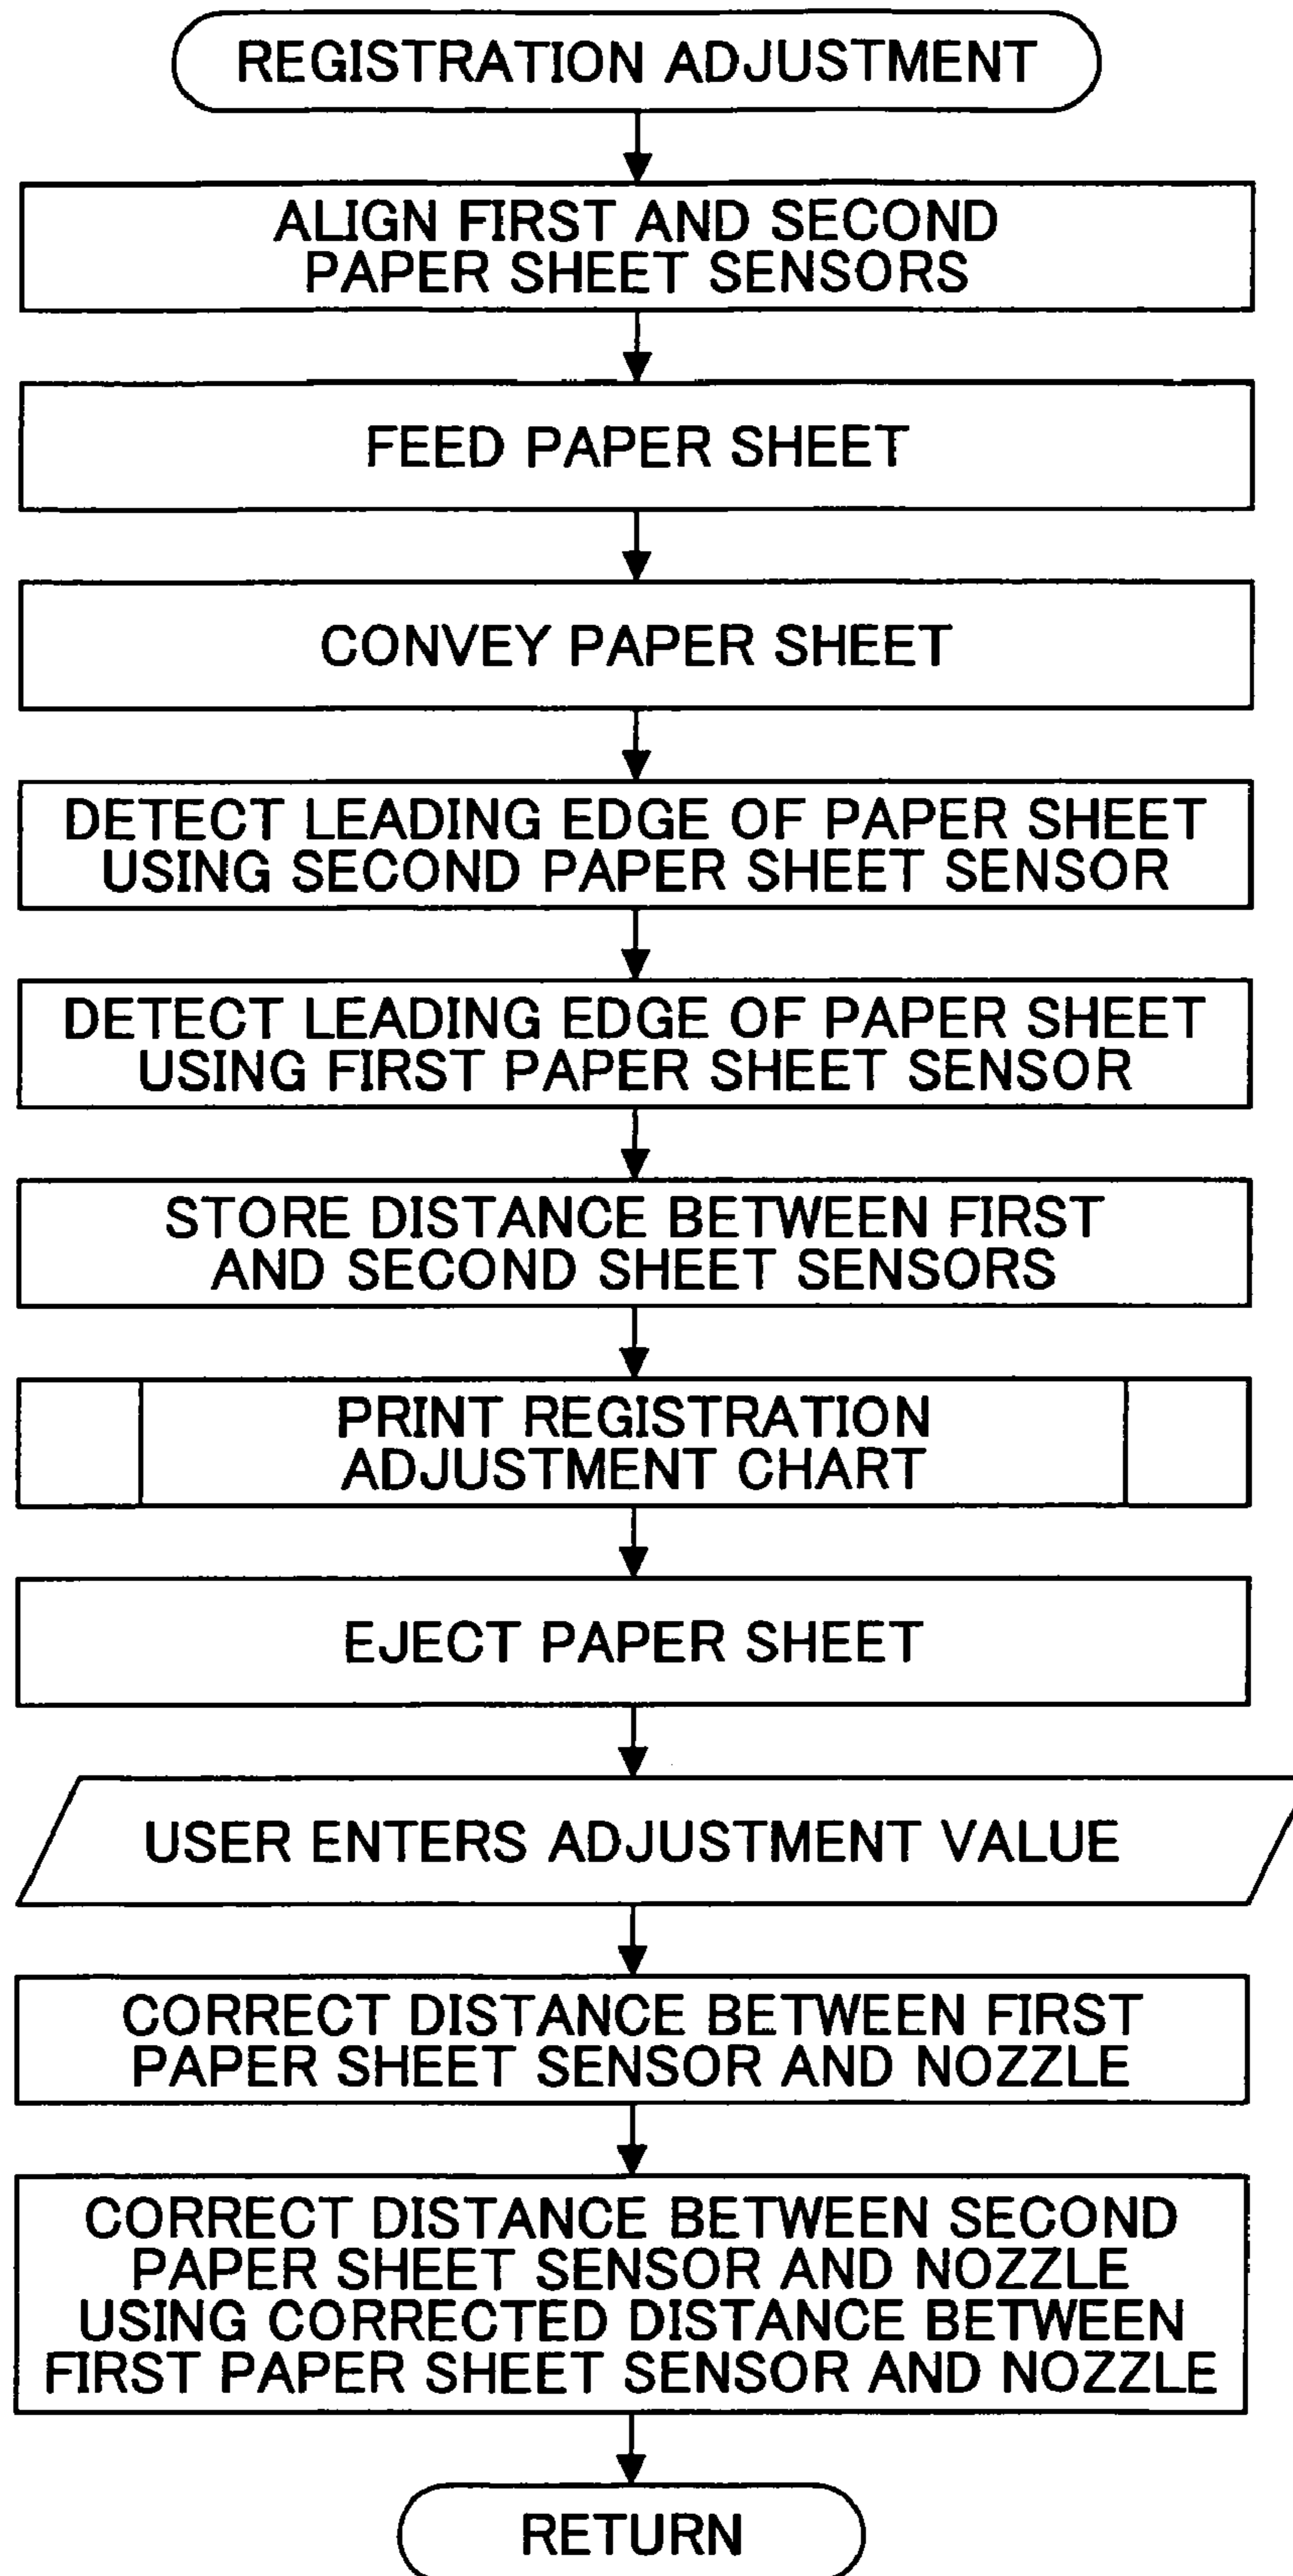 REGISTRATION ADJUSTMENT
ALIGN FIRST AND SECOND
PAPER SHEET SENSORS
FEED PAPER SHEET
CONVEY PAPER SHEET
DETECT LEADING EDGE OF PAPER SHEET
USING SECOND PAPER SHEET SENSOR
DETECT LEADING EDGE OF PAPER SHEET
USING FIRST PAPER SHEET SENSOR
STORE DISTANCE BETWEEN FIRST
AND SECOND SHEET SENSORS
PRINT REGISTRATION
ADJUSTMENT CHART
EJECT PAPER SHEET
USER ENTERS ADJUSTMENT VALUE
CORRECT DISTANCE BETWEEN FIRST
PAPER SHEET SENSOR AND NOZZLE
CORRECT DISTANCE BETWEEN SECOND
PAPER SHEET SENSOR AND NOZZLE
USING CORRECTED DISTANCE BETWEEN
FIRST PAPER SHEET SENSOR AND NOZZLE
RETURN